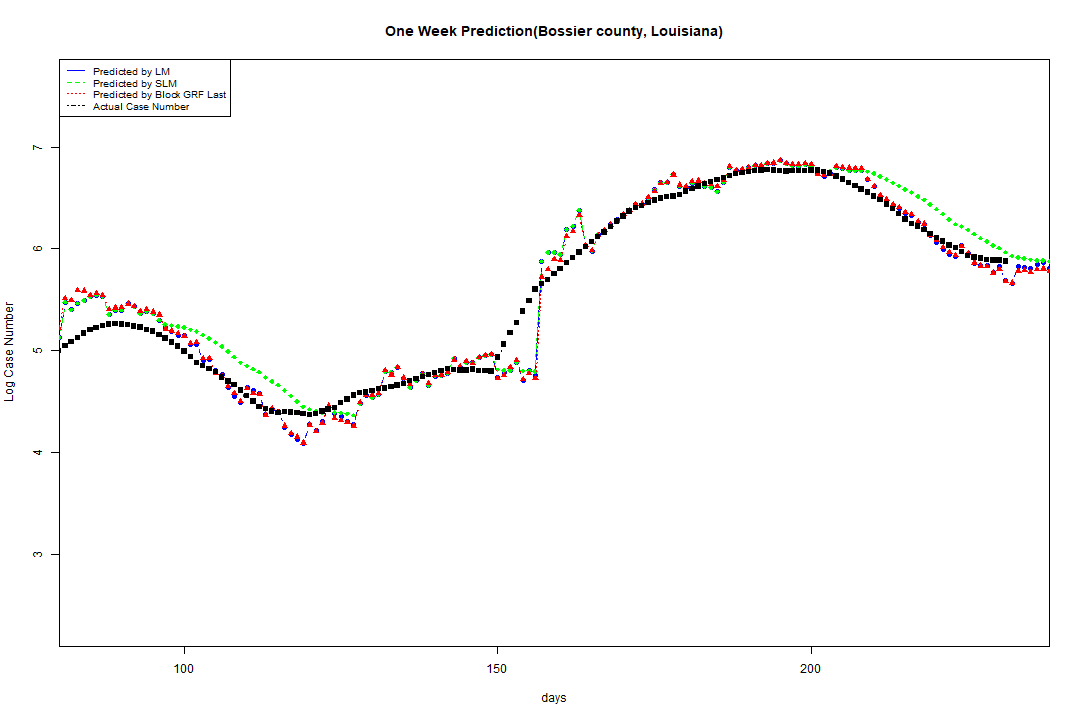 One Week Prediction(Bossier county, Louisiana)
Predicted by LM
Predicted by SLM
Predicted by Block GRF Last
Actual Case Number
7
6
5
4
3
Log Case Number
100 150 200
days